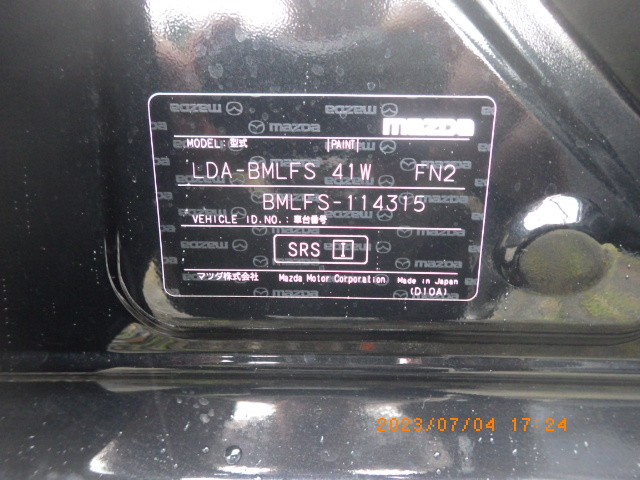 mazda
MODEL: 型式 PAINT
LDA-BMLFS 41W FN2
BMLFS-114315
VEHICLE ID.NO.: 車台番号
SRS I
マツダ株式会社 Mazda Motor Corporation Made in Japan
(D10A)
2023/07/04 17:24